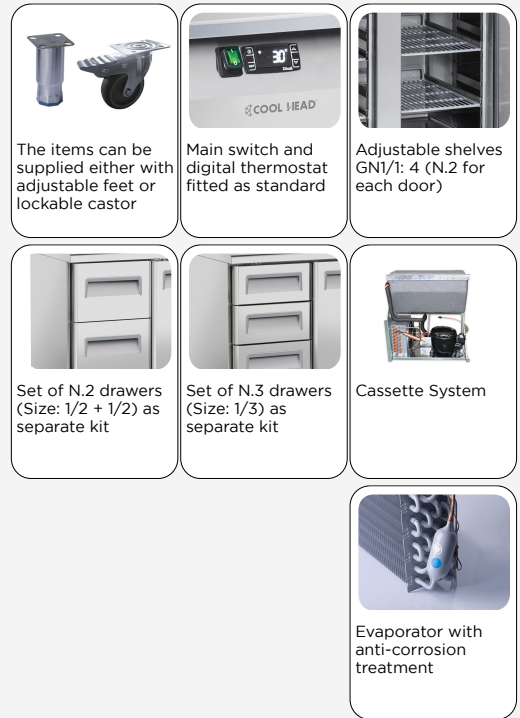 30°
COOL HEAD
The items can be
supplied either with
adjustable feet or
lockable castor
Main switch and
digital thermostat
fitted as standard
Adjustable shelves
GN1/1: 4 (N.2 for
each door)
Set of N.2 drawers
(Size: 1/2 + 1/2) as
separate kit
Set of N.3 drawers
(Size: 1/3) as
separate kit
Cassette System
Evaporator with
anti-corrosion
treatment